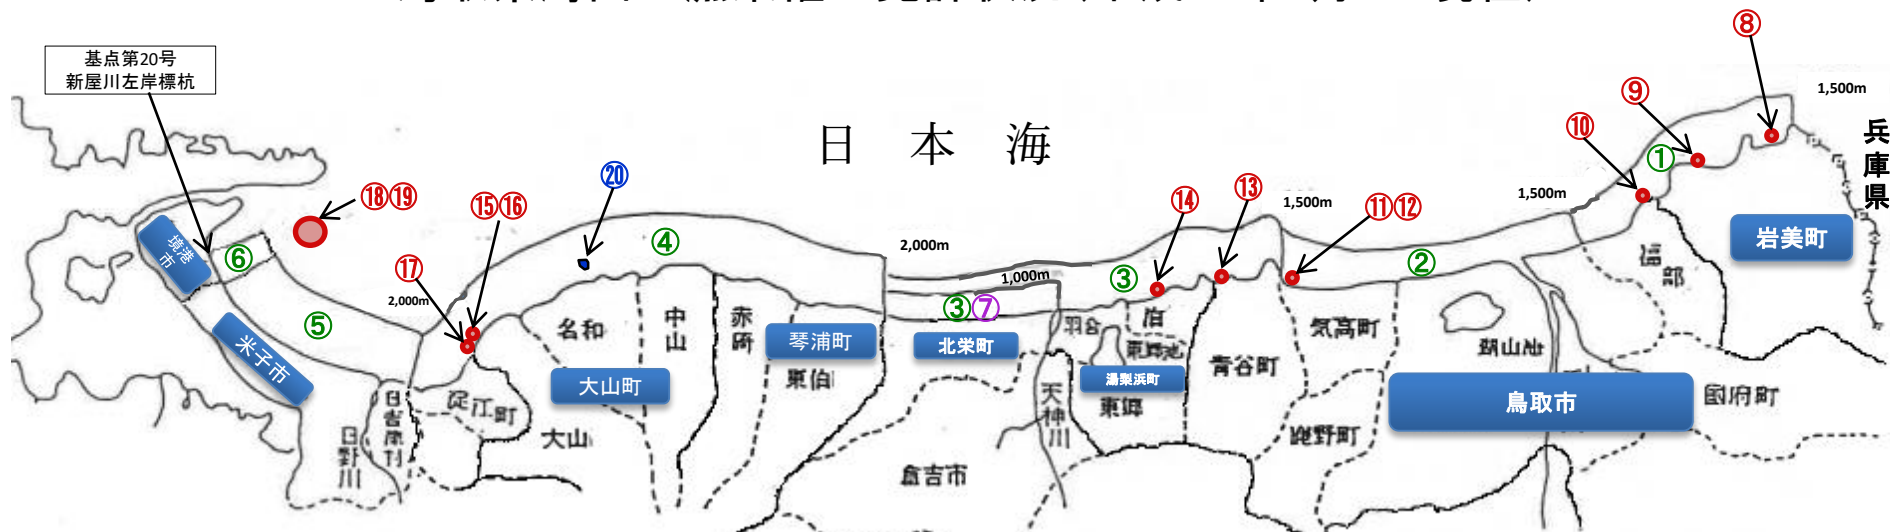 基点第20号
新屋川左岸標杭
日 本 海
兵庫県
1,500m
1,500m
1,500m
2,000m
1,000m
2,000m
⑧
⑨
⑩
①
⑪⑫
②
⑬
⑭
③
③⑦
④
⑳
⑮⑯
⑰
⑱⑲
⑥
⑤
境港市
米子市
日野川
淀江町
大山
名和
大山町
中山
赤碕
琴浦町
東伯
北栄町
倉吉市
天神川
羽合
泊
東郷池
湯梨浜町
東郷
青谷町
気高町
鹿野町
湖山池
鳥取市
國府町
福部
岩美町